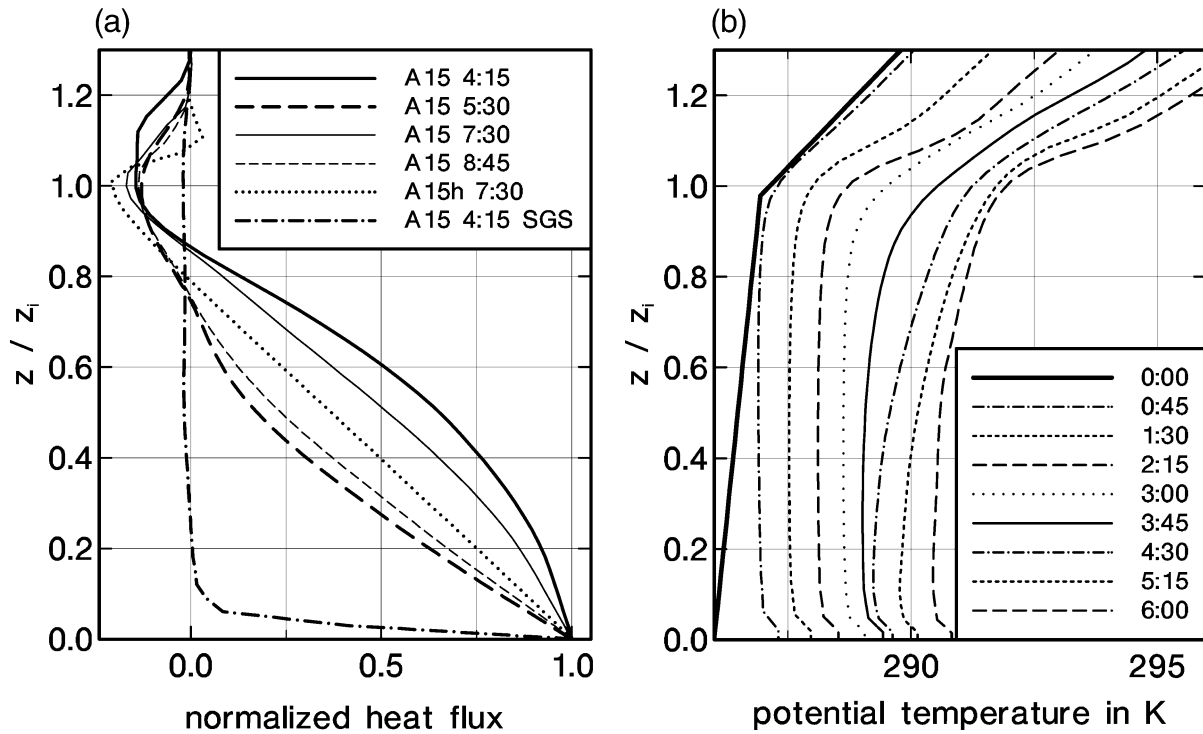 (a)
A15 4:15
A15 5:30
A15 7:30
A15 8:45
A15h 7:30
A15 4:15 SGS
1.2
1.0
0.8
0.6
0.4
0.2
0.0
z / zi
0.0
0.5
1.0
normalized heat flux
(b)
1.2
1.0
0.8
0.6
0.4
0.2
0.0
z / zi
0:00
0:45
1:30
2:15
3:00
3:45
4:30
5:15
6:00
290
295
potential temperature in K